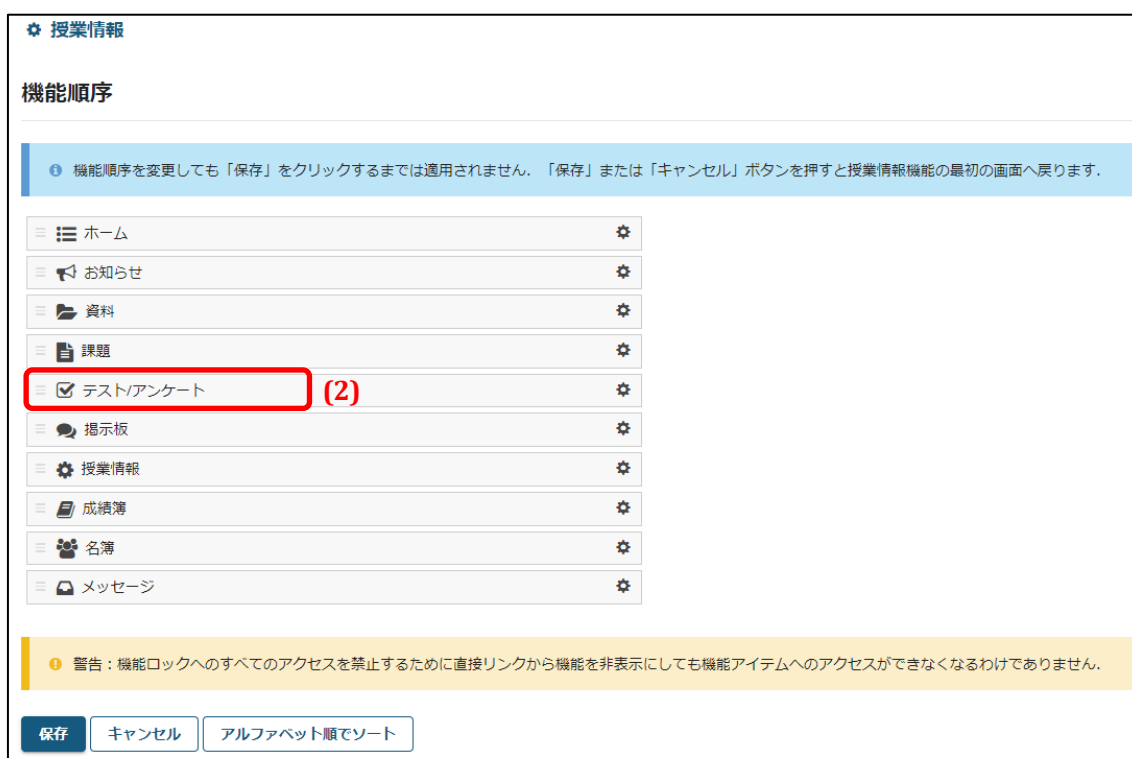 授業情報
機能順序
機能順序を変更しても「保存」をクリックするまでは適用されません．「保存」または「キャンセル」ボタンを押すと授業情報機能の最初の画面へ戻ります．
ホーム
お知らせ
資料
課題
テスト/アンケート (2)
掲示板
授業情報
成績簿
名簿
メッセージ
警告：機能ロックへのすべてのアクセスを禁止するために直接リンクから機能を非表示にしても機能アイテムへのアクセスができなくなるわけでありません．
保存 キャンセル アルファベット順でソート